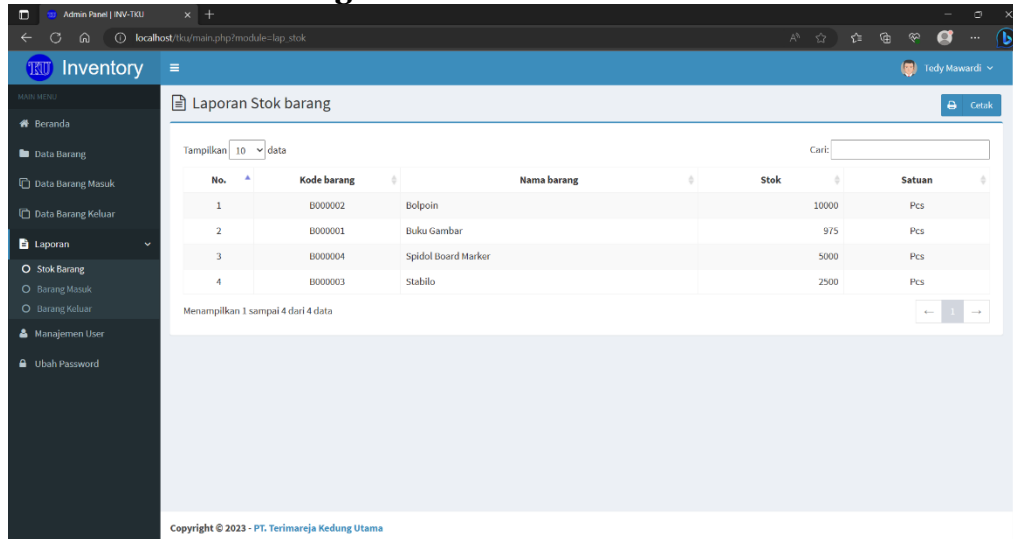 Admin Panel | INV-TKU
localhost/tku/main.php?module=lap_stok
TKU Inventory
Tedy Mawardi
MAIN MENU
Beranda
Data Barang
Data Barang Masuk
Data Barang Keluar
Laporan
Stok Barang
Barang Masuk
Barang Keluar
Manajemen User
Ubah Password
Laporan Stok barang
Cetak
Tampilkan 10 data
Cari:
No. Kode barang Nama barang Stok Satuan
1 B000002 Bolpoin 10000 Pcs
2 B000001 Buku Gambar 975 Pcs
3 B000004 Spidol Board Marker 5000 Pcs
4 B000003 Stabilo 2500 Pcs
Menampilkan 1 sampai 4 dari 4 data
← 1 →
Copyright © 2023 - PT. Terimareja Kedung Utama